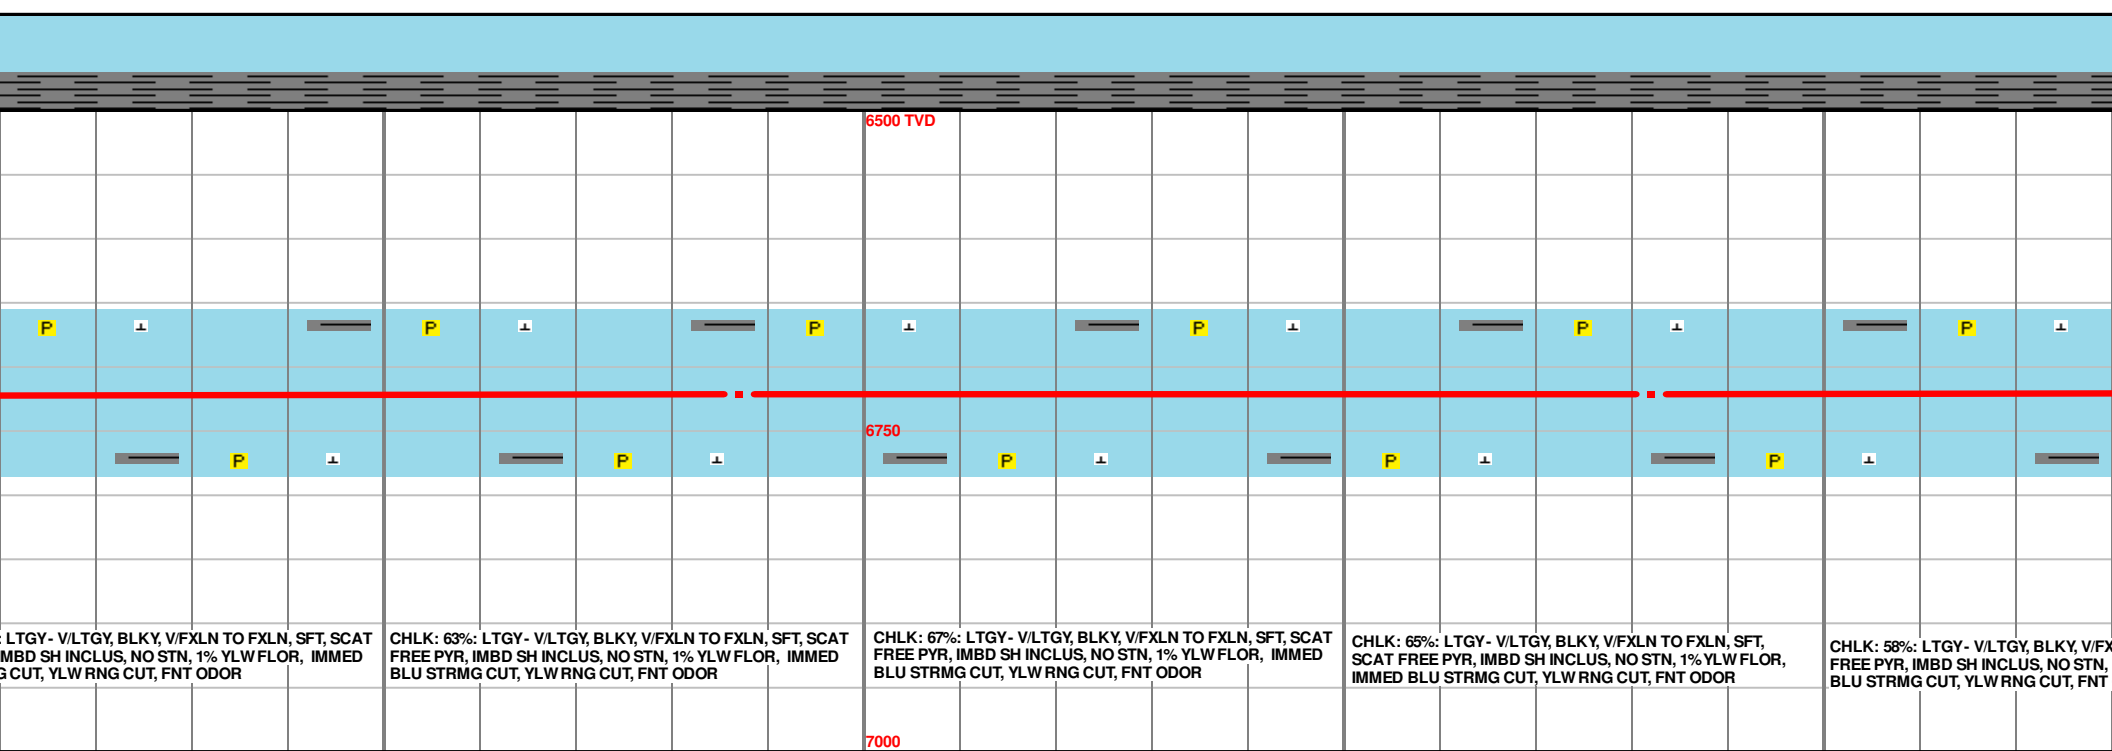 6500 TVD
P P P P P P
6750
P P P P P
: LTGY- V/LTGY, BLKY, V/FXLN TO FXLN, SFT, SCAT
IMBD SH INCLUS, NO STN, 1% YLW FLOR, IMMED
G CUT, YLW RNG CUT, FNT ODOR
CHLK: 63%: LTGY- V/LTGY, BLKY, V/FXLN TO FXLN, SFT, SCAT
FREE PYR, IMBD SH INCLUS, NO STN, 1% YLW FLOR, IMMED
BLU STRMG CUT, YLW RNG CUT, FNT ODOR
CHLK: 67%: LTGY- V/LTGY, BLKY, V/FXLN TO FXLN, SFT, SCAT
FREE PYR, IMBD SH INCLUS, NO STN, 1% YLW FLOR, IMMED
BLU STRMG CUT, YLW RNG CUT, FNT ODOR
CHLK: 65%: LTGY- V/LTGY, BLKY, V/FXLN TO FXLN, SFT,
SCAT FREE PYR, IMBD SH INCLUS, NO STN, 1% YLW FLOR,
IMMED BLU STRMG CUT, YLW RNG CUT, FNT ODOR
CHLK: 58%: LTGY- V/LTGY, BLKY, V/FX
FREE PYR, IMBD SH INCLUS, NO STN,
BLU STRMG CUT, YLW RNG CUT, FNT
7000